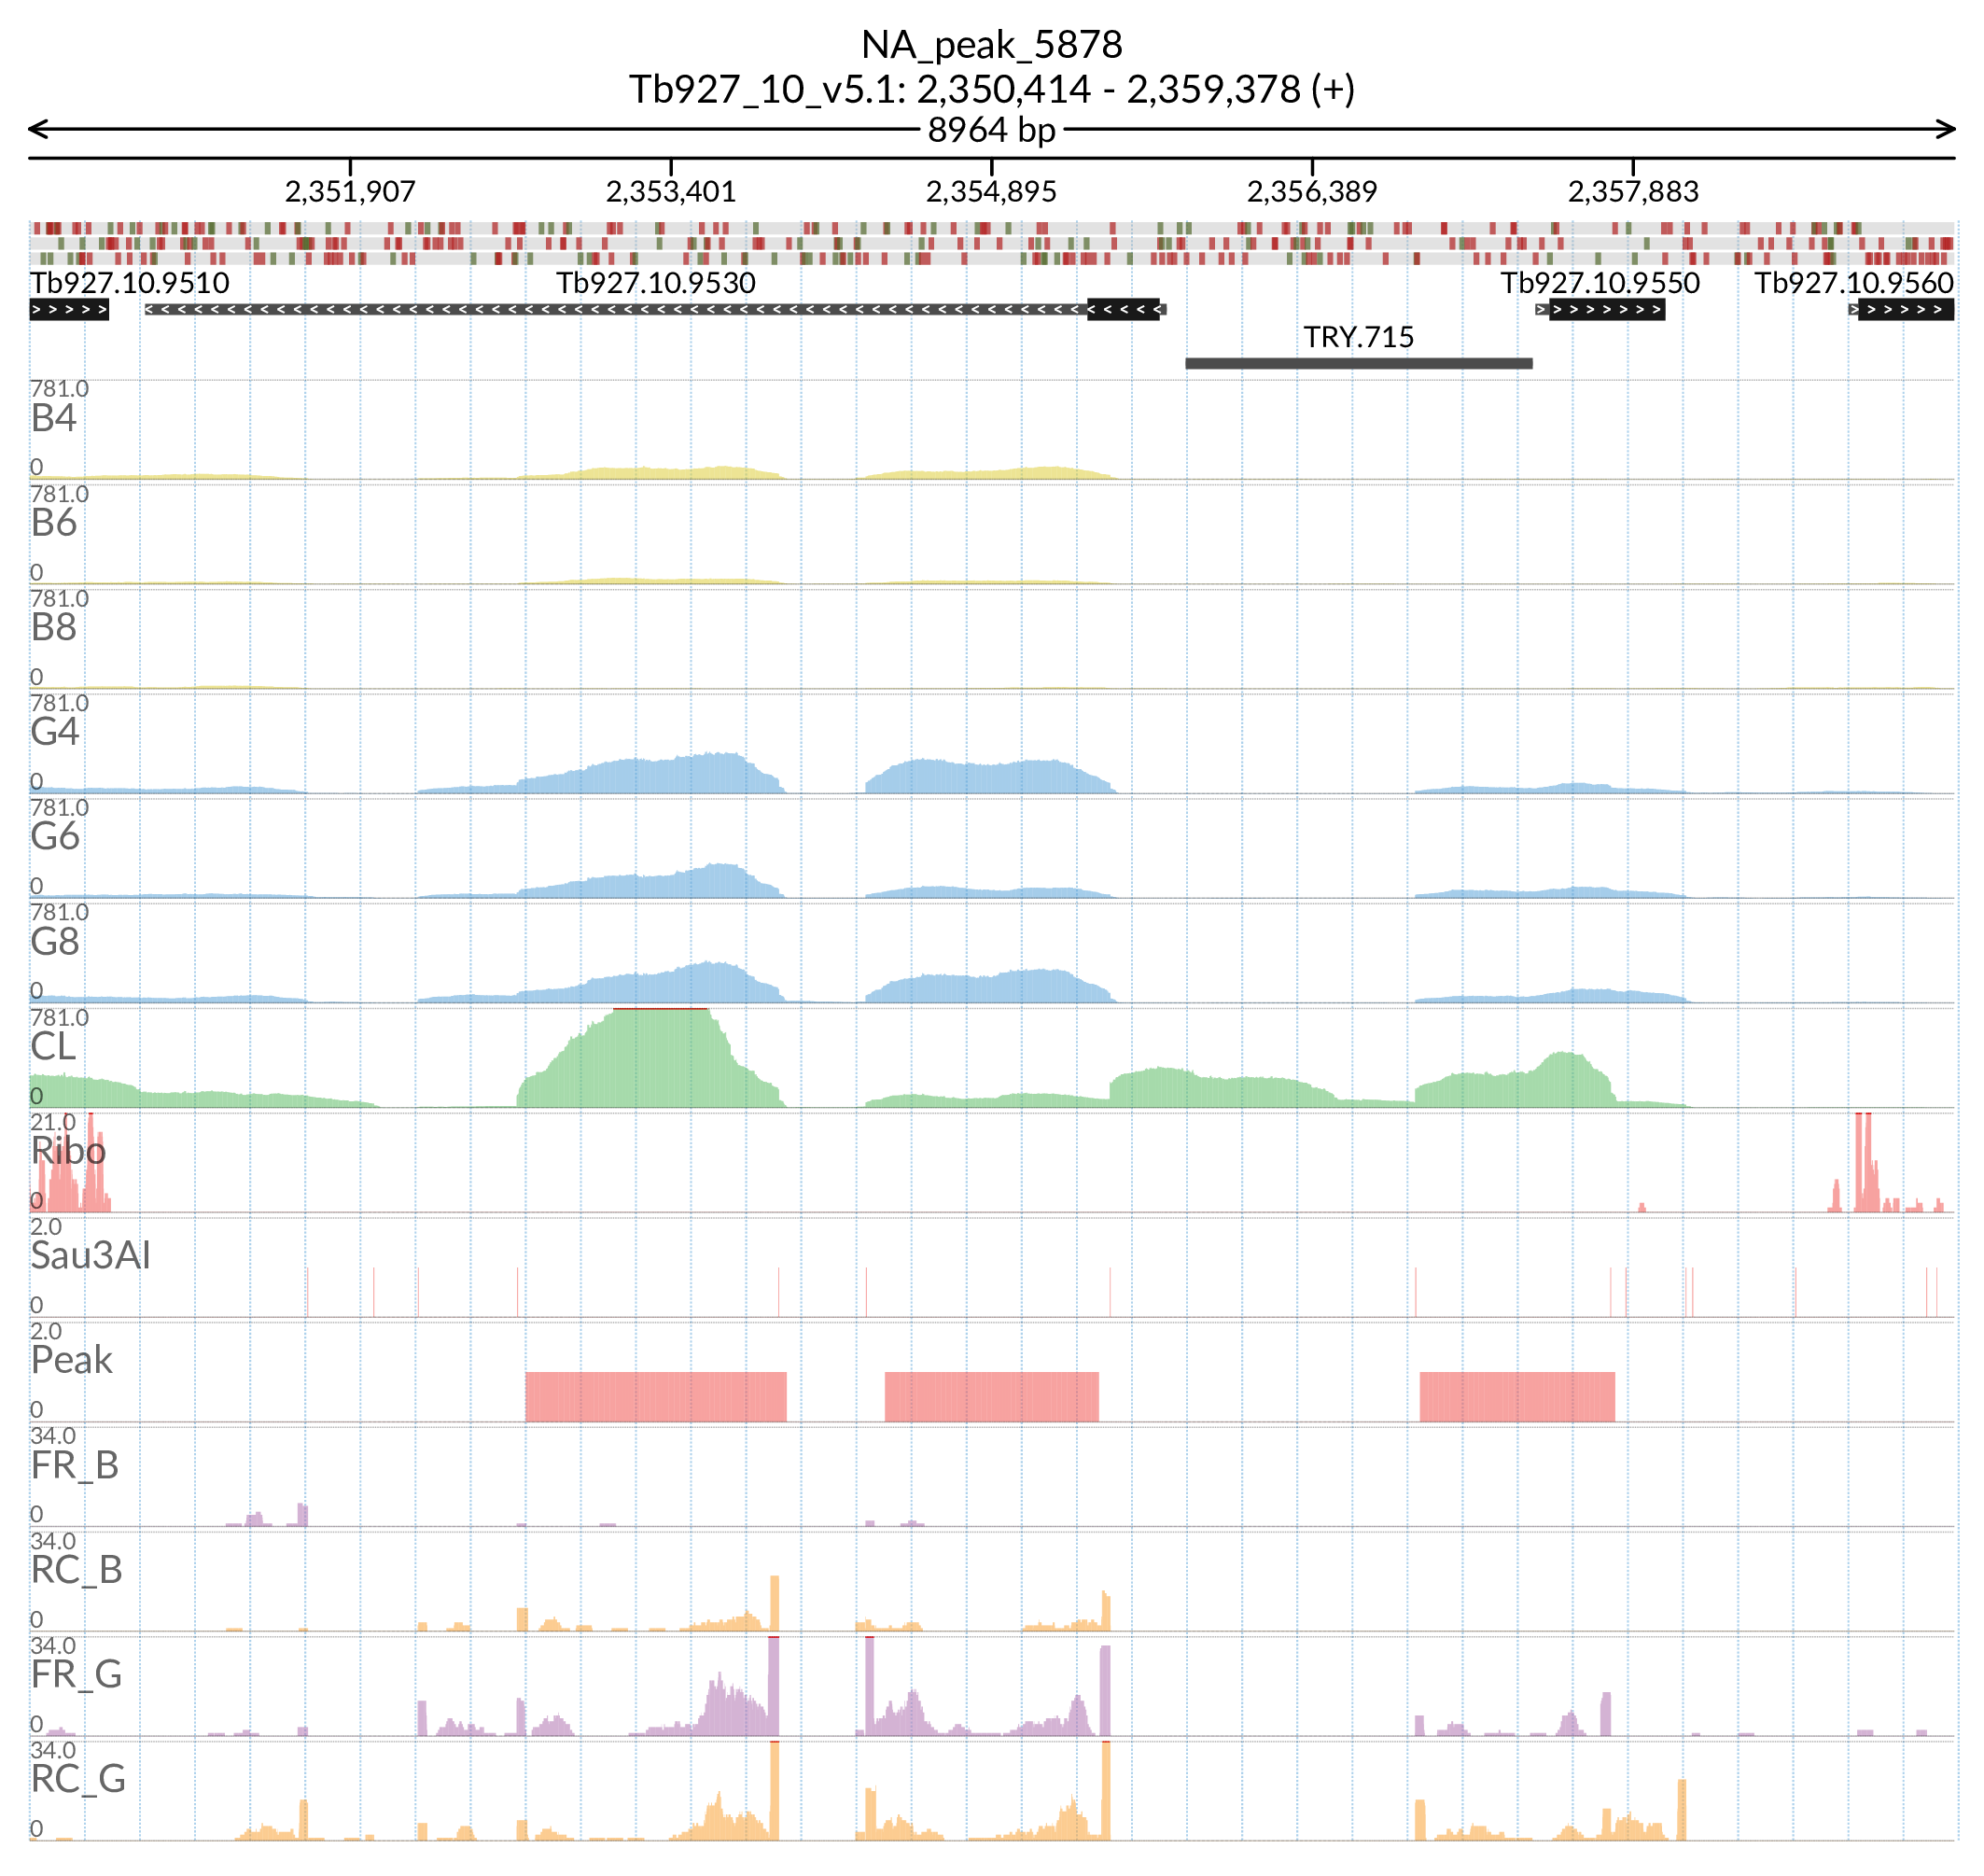 NA_peak_5878
Tb927_10_v5.1: 2,350,414 - 2,359,378 (+)
8964 bp
2,351,907 2,353,401 2,354,895 2,356,389 2,357,883
Tb927.10.9510 Tb927.10.9530 Tb927.10.9550 Tb927.10.9560
TRY.715
781.0
B4
0
781.0
B6
0
781.0
B8
0
781.0
G4
0
781.0
G6
0
781.0
G8
0
781.0
CL
0
21.0
Ribo
0
2.0
Sau3AI
0
2.0
Peak
0
34.0
FR_B
0
34.0
RC_B
0
34.0
FR_G
0
34.0
RC_G
0